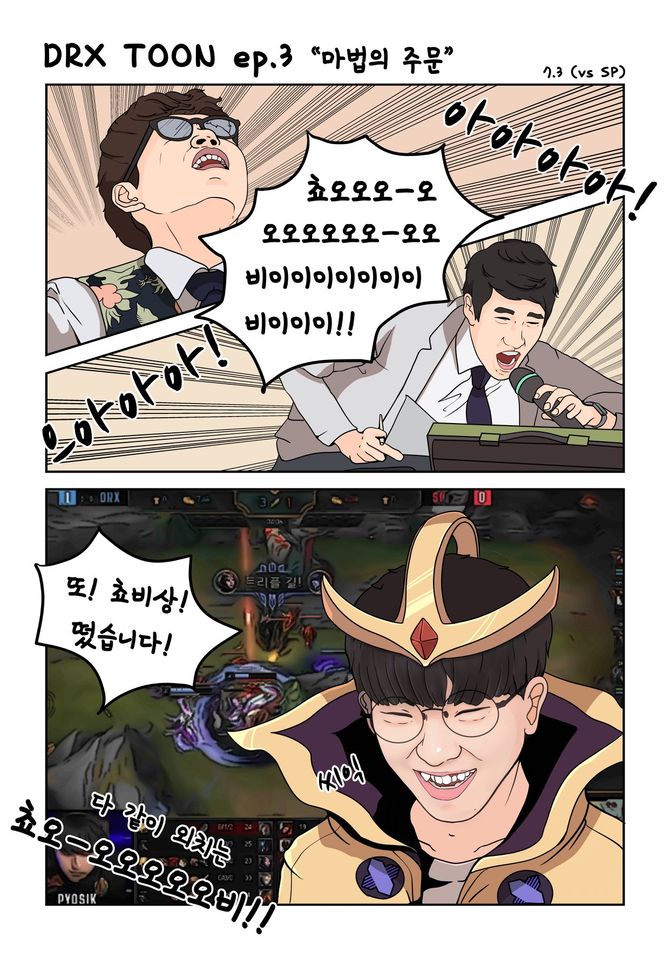 DRX TOON ep.3 "마법의 주문"
7.3 (vs SP)
아아아아아!
쵸오오오-오
오오오오오오-오오
비이이이이이이이
비이이이!!
으아아아아!
1 DRX
3 / 1
SP 0
트리플 킬!
또! 쵸비상!
떴습니다!
씨익
다 같이 외치는
쵸오-오오오오오오비!!
PYOSIK